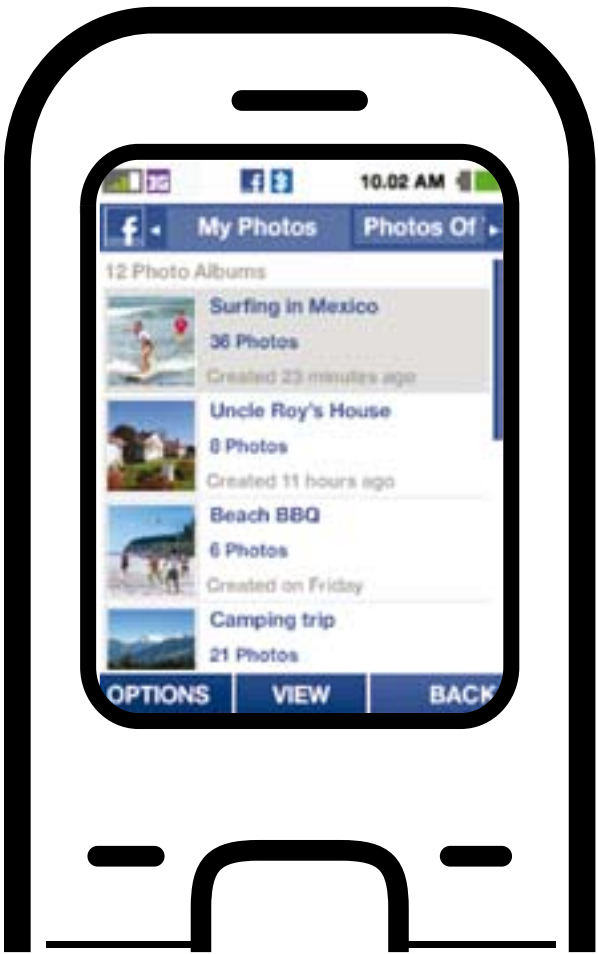 3G
10.02 AM
f
My Photos
Photos Of
12 Photo Albums
Surfing in Mexico
36 Photos
Created 23 minutes ago
Uncle Roy's House
8 Photos
Created 11 hours ago
Beach BBQ
6 Photos
Created on Friday
Camping trip
21 Photos
OPTIONS
VIEW
BACK